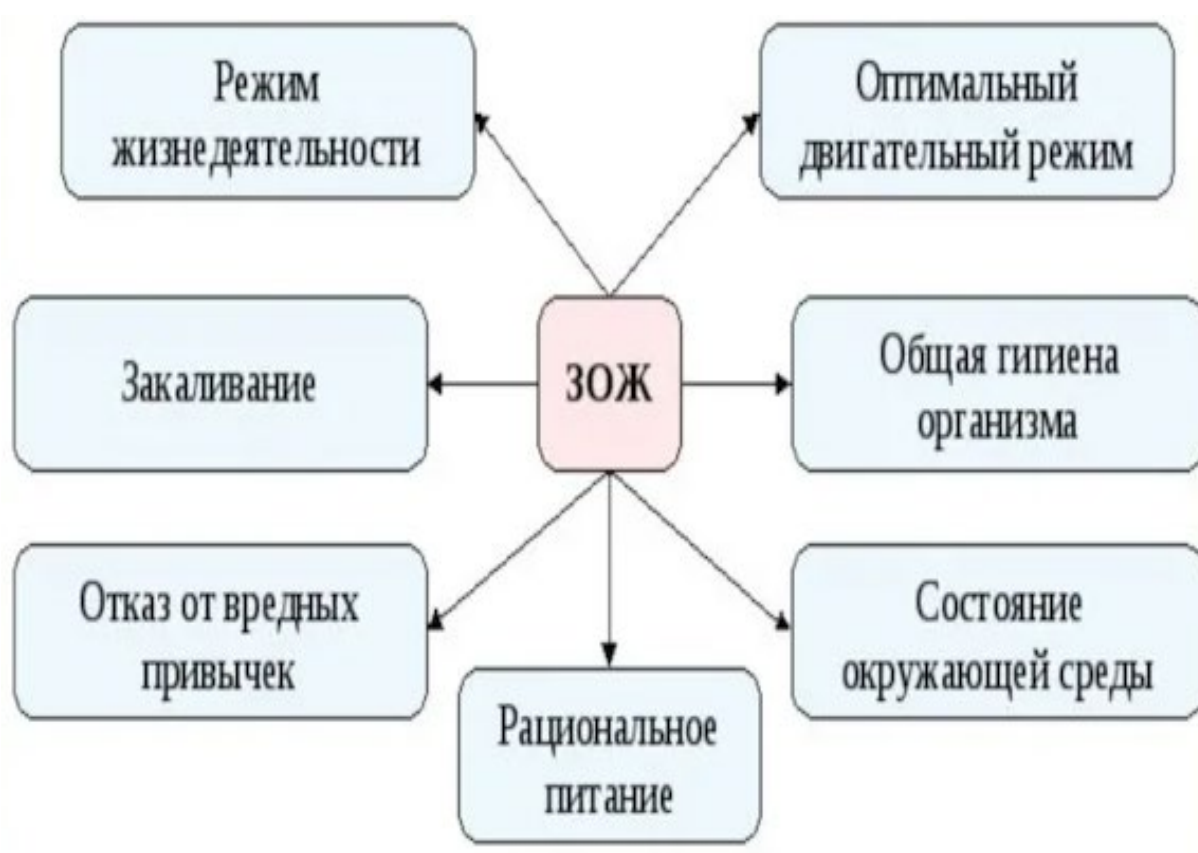 Режим
жизнедеятельности
Оптимальный
двигательный режим
Закаливание
ЗОЖ
Общая гигиена
организма
Отказ от вредных
привычек
Рациональное
питание
Состояние
окружающей среды